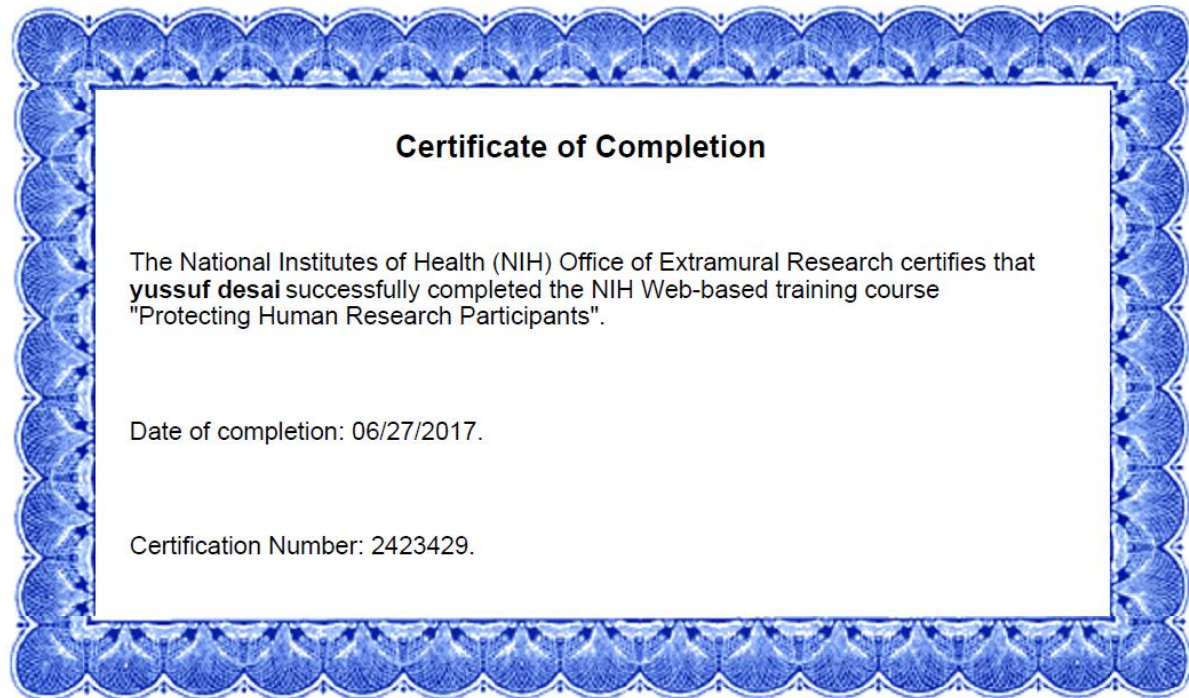 Certificate of Completion
The National Institutes of Health (NIH) Office of Extramural Research certifies that
yussuf desai successfully completed the NIH Web-based training course
"Protecting Human Research Participants".
Date of completion: 06/27/2017.
Certification Number: 2423429.